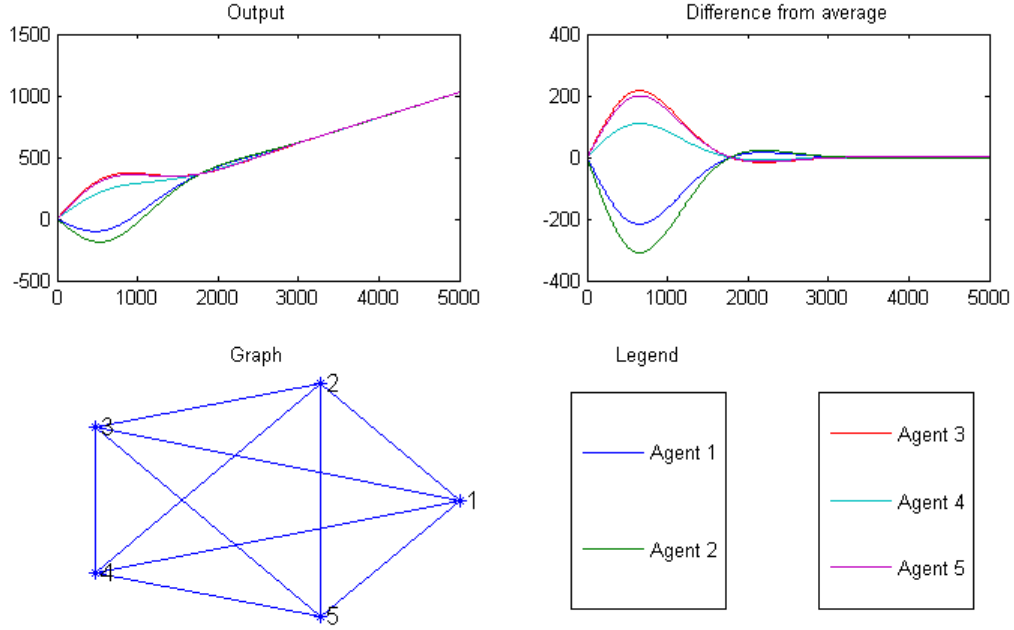 Output
1500
1000
500
0
-500
0 1000 2000 3000 4000 5000
Difference from average
400
200
0
-200
-400
0 1000 2000 3000 4000 5000
Graph
2
3
1
4
5
Legend
Agent 1
Agent 2
Agent 3
Agent 4
Agent 5